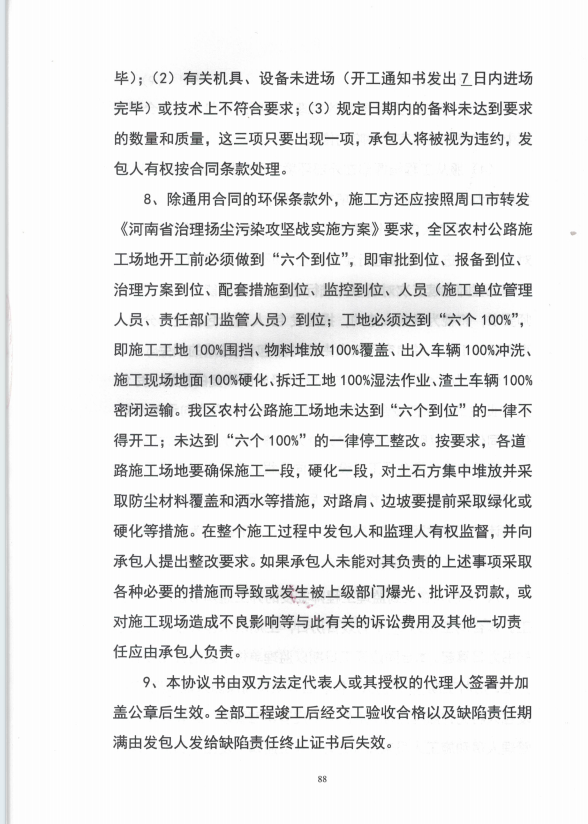 毕）；（2）有关机具、设备未进场（开工通知书发出 7 日内进场
完毕）或技术上不符合要求；（3）规定日期内的备料未达到要求
的数量和质量，这三项只要出现一项，承包人将被视为违约，发
包人有权按合同条款处理。
8、除通用合同的环保条款外，施工方还应按照周口市转发
《河南省治理扬尘污染攻坚战实施方案》要求，全区农村公路施
工场地开工前必须做到“六个到位”，即审批到位、报备到位、
治理方案到位、配套措施到位、监控到位、人员（施工单位管理
人员、责任部门监管人员）到位；工地必须达到“六个 100%”，
即施工工地 100%围挡、物料堆放 100%覆盖、出入车辆 100%冲洗、
施工现场地面 100%硬化、拆迁工地 100%湿法作业、渣土车辆 100%
密闭运输。我区农村公路施工场地未达到“六个到位”的一律不
得开工；未达到“六个 100%”的一律停工整改。按要求，各道
路施工场地要确保施工一段，硬化一段，对土石方集中堆放并采
取防尘材料覆盖和洒水等措施，对路肩、边坡要提前采取绿化或
硬化等措施。在整个施工过程中发包人和监理人有权监督，并向
承包人提出整改要求。如果承包人未能对其负责的上述事项采取
各种必要的措施而导致或发生被上级部门曝光、批评及罚款，或
对施工现场造成不良影响等与此有关的诉讼费用及其他一切责
任应由承包人负责。
9、本协议书由双方法定代表人或其授权的代理人签署并加
盖公章后生效。全部工程竣工后经交工验收合格以及缺陷责任期
满由发包人发给缺陷责任终止证书后失效。
88